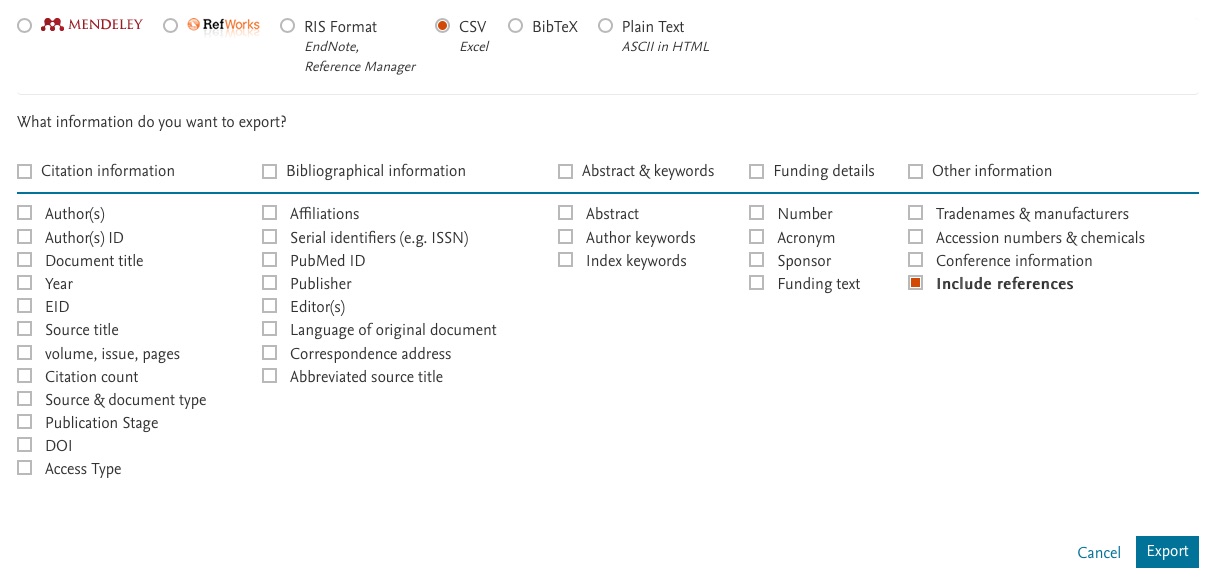 MENDELEY RefWorks RIS Format CSV BibTeX Plain Text
EndNote, Excel ASCII in HTML
Reference Manager
What information do you want to export?
Citation information Bibliographical information Abstract & keywords Funding details Other information
Author(s) Affiliations Abstract Number Tradenames & manufacturers
Author(s) ID Serial identifiers (e.g. ISSN) Author keywords Acronym Accession numbers & chemicals
Document title PubMed ID Index keywords Sponsor Conference information
Year Publisher Funding text Include references
EID Editor(s)
Source title Language of original document
volume, issue, pages Correspondence address
Citation count Abbreviated source title
Source & document type
Publication Stage
DOI
Access Type
Cancel Export